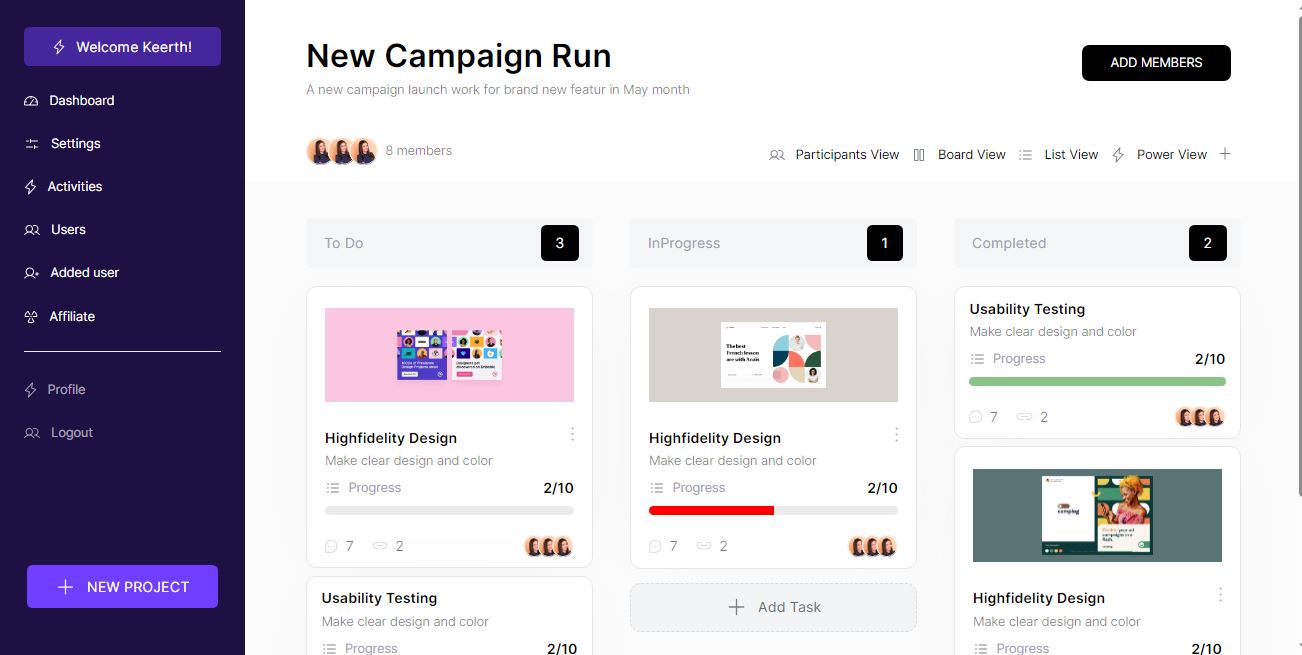 Welcome Keerth!
Dashboard
Settings
Activities
Users
Added user
Affiliate
Profile
Logout
NEW PROJECT
New Campaign Run
A new campaign launch work for brand new featur in May month
ADD MEMBERS
8 members
Participants View
Board View
List View
Power View
To Do
3
Highfidelity Design
Make clear design and color
Progress
2/10
7
2
Usability Testing
Make clear design and color
Progress
2/10
InProgress
1
The best
French lesson
are with Analis
Highfidelity Design
Make clear design and color
Progress
2/10
7
2
Add Task
Completed
2
Usability Testing
Make clear design and color
Progress
2/10
7
2
Highfidelity Design
Make clear design and color
Progress
2/10